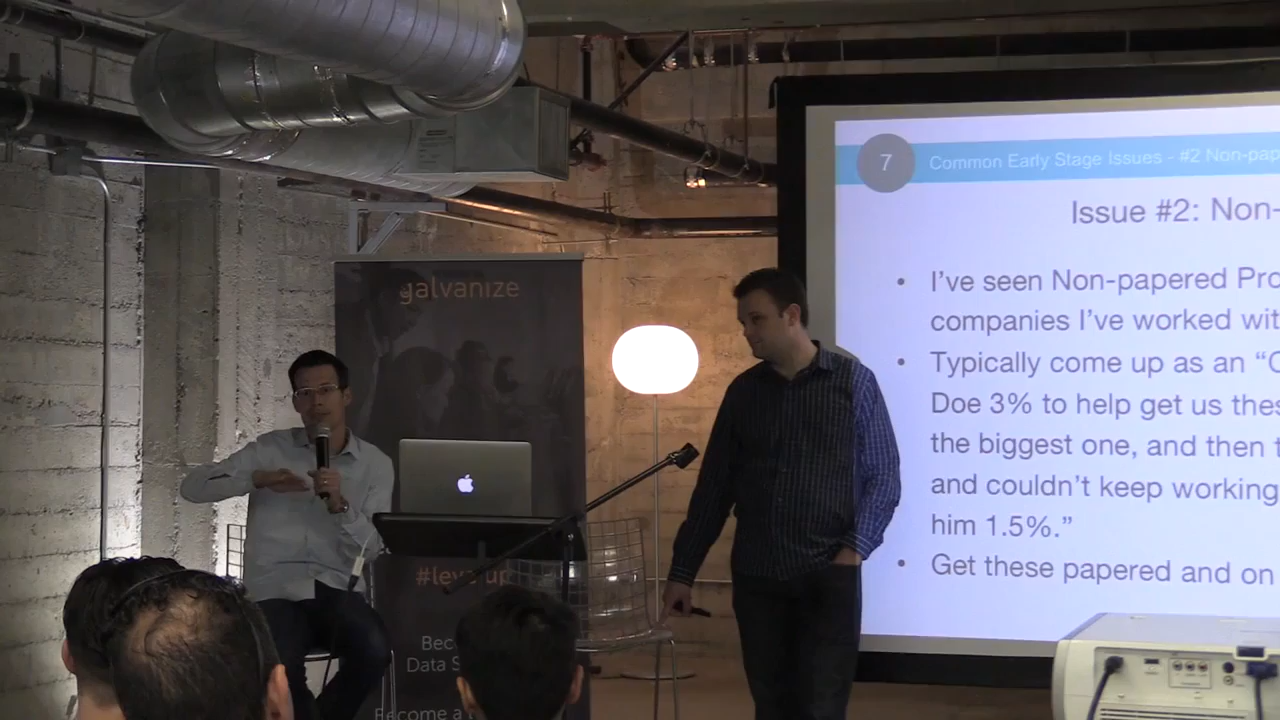 galvanize
#levelup
Data
Become a
7
Common Early Stage Issues - #2 Non-pap
Issue #2: Non-
• I've seen Non-papered Pro
companies I've worked wit
• Typically come up as an "
Doe 3% to help get us thes
the biggest one, and then t
and couldn't keep working
him 1.5%."
• Get these papered and on